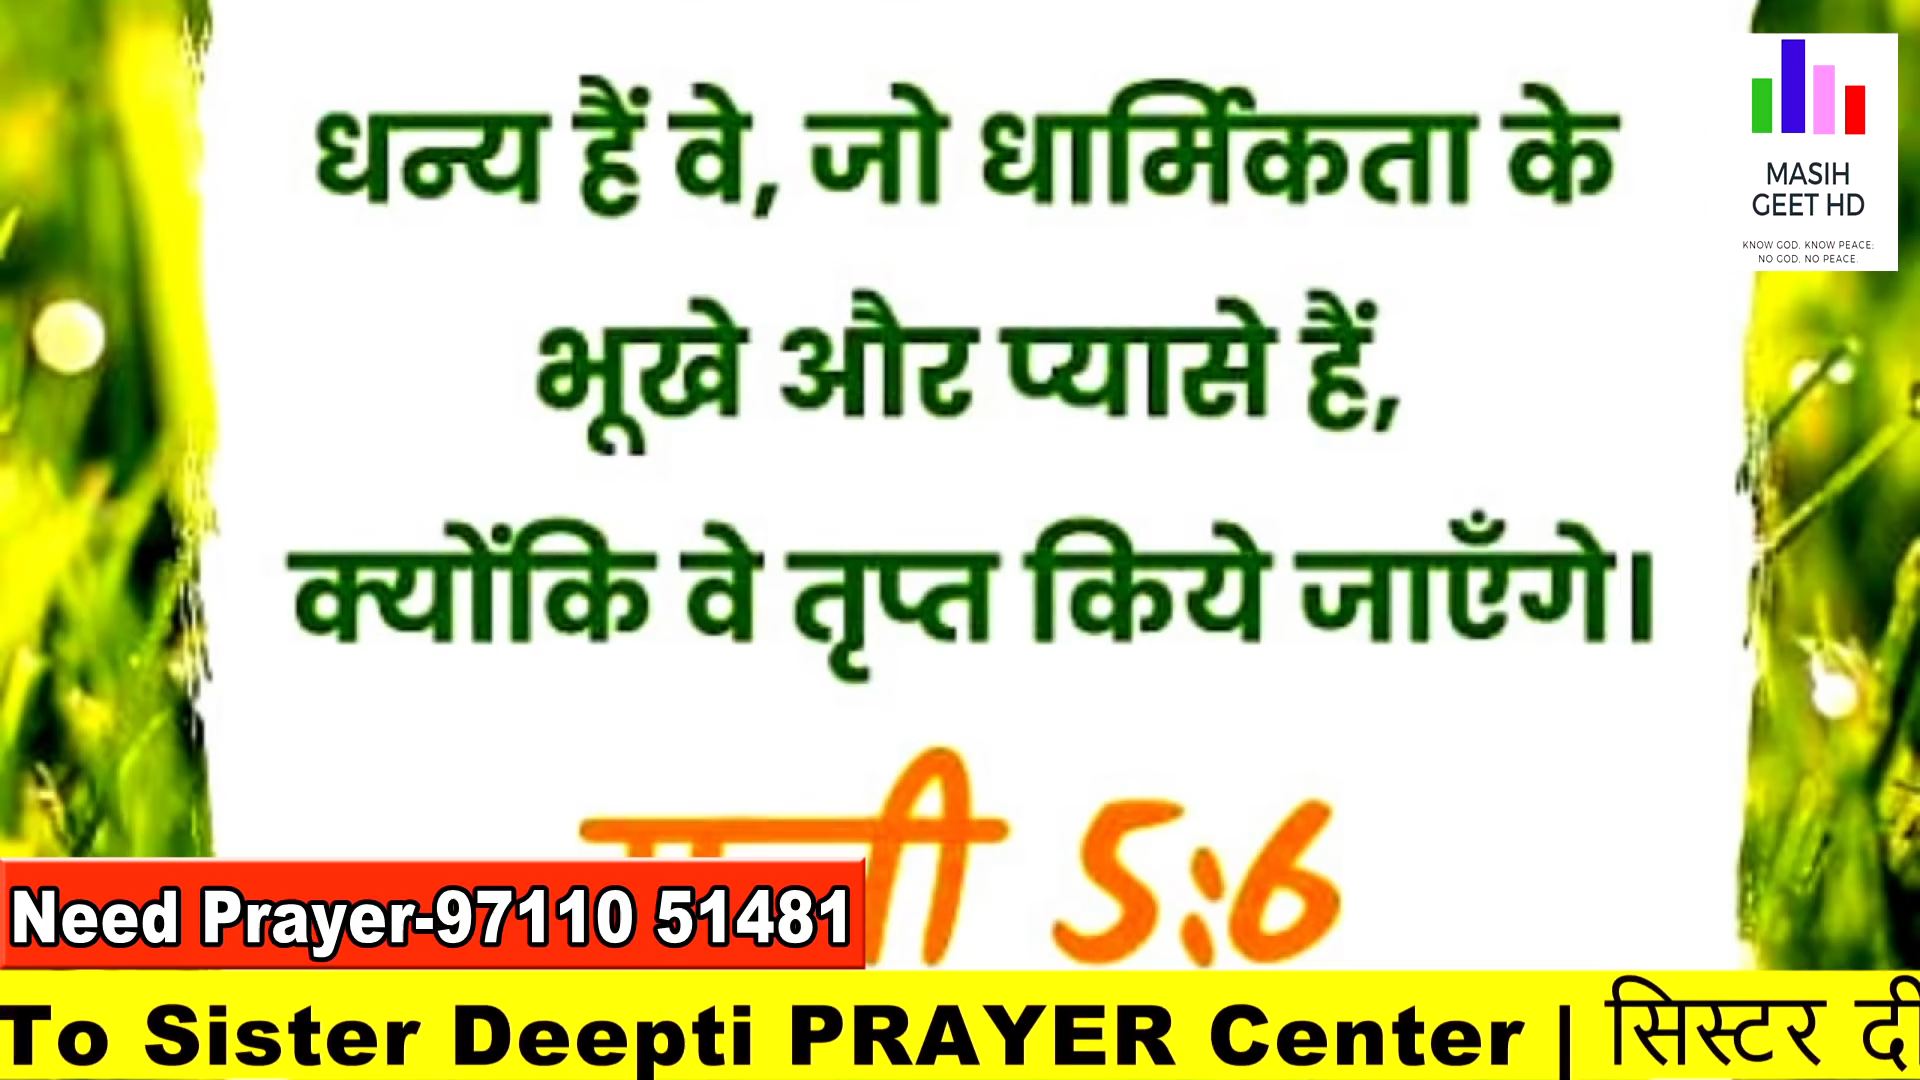 धन्य हैं वे, जो धार्मिकता के
भूखे और प्यासे हैं,
क्योंकि वे तृप्त किये जाएँगे।
5:6
MASIH
GEET HD
KNOW GOD, KNOW PEACE;
NO GOD, NO PEACE.
Need Prayer-97110 51481
To Sister Deepti PRAYER Center | सिस्टर